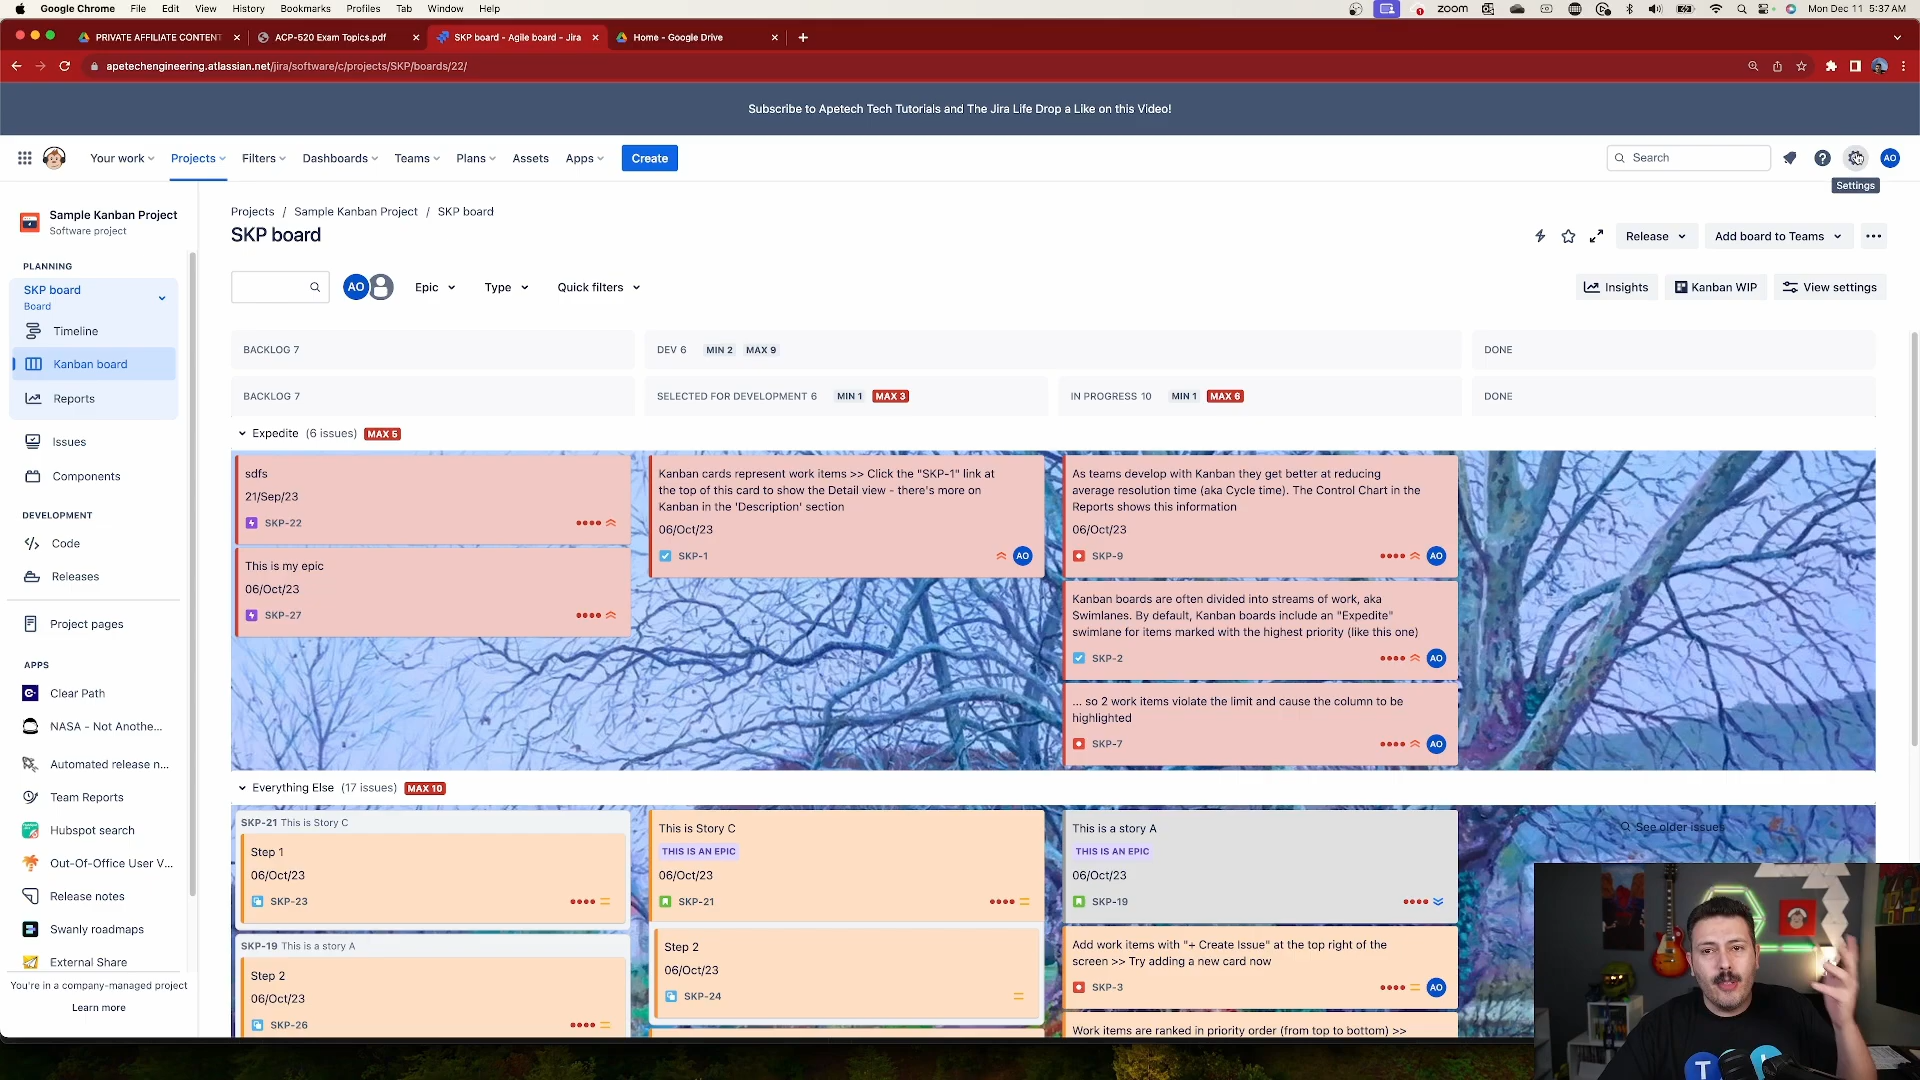 Google Chrome File Edit View History Bookmarks Profiles Tab Window Help
zoom
Mon Dec 11 5:37 AM
PRIVATE AFFILIATE CONTENT
ACP-520 Exam Topics.pdf
SKP board - Agile board - Jira
Home - Google Drive
apetechengineering.atlassian.net/jira/software/c/projects/SKP/boards/22/
Subscribe to Apetech Tech Tutorials and The Jira Life Drop a Like on this Video!
Your work Projects Filters Dashboards Teams Plans Assets Apps Create
Search
AO
Settings
Sample Kanban Project
Software project
PLANNING
SKP board
Board
Timeline
Kanban board
Reports
Issues
Components
DEVELOPMENT
Code
Releases
Project pages
APPS
Clear Path
NASA - Not Anothe...
Automated release n...
Team Reports
Hubspot search
Out-Of-Office User V...
Release notes
Swanly roadmaps
External Share
You're in a company-managed project
Learn more
Projects / Sample Kanban Project / SKP board
SKP board
Release
Add board to Teams
AO
Epic
Type
Quick filters
Insights
Kanban WIP
View settings
BACKLOG 7
DEV 6 MIN 2 MAX 9
DONE
BACKLOG 7
SELECTED FOR DEVELOPMENT 6 MIN 1 MAX 3
IN PROGRESS 10 MIN 1 MAX 6
DONE
Expedite (6 issues) MAX 5
sdfs
21/Sep/23
SKP-22
This is my epic
06/Oct/23
SKP-27
Kanban cards represent work items >> Click the "SKP-1" link at
the top of this card to show the Detail view - there's more on
Kanban in the 'Description' section
06/Oct/23
SKP-1
AO
As teams develop with Kanban they get better at reducing
average resolution time (aka Cycle time). The Control Chart in the
Reports shows this information
06/Oct/23
SKP-9
AO
Kanban boards are often divided into streams of work, aka
Swimlanes. By default, Kanban boards include an "Expedite"
swimlane for items marked with the highest priority (like this one)
SKP-2
AO
... so 2 work items violate the limit and cause the column to be
highlighted
SKP-7
AO
Everything Else (17 issues) MAX 10
SKP-21 This is Story C
Step 1
06/Oct/23
SKP-23
SKP-19 This is a story A
Step 2
06/Oct/23
SKP-26
This is Story C
THIS IS AN EPIC
06/Oct/23
SKP-21
Step 2
06/Oct/23
SKP-24
This is a story A
THIS IS AN EPIC
06/Oct/23
SKP-19
Add work items with "+ Create Issue" at the top right of the
screen >> Try adding a new card now
SKP-3
AO
Work items are ranked in priority order (from top to bottom) >>
See older issues
T